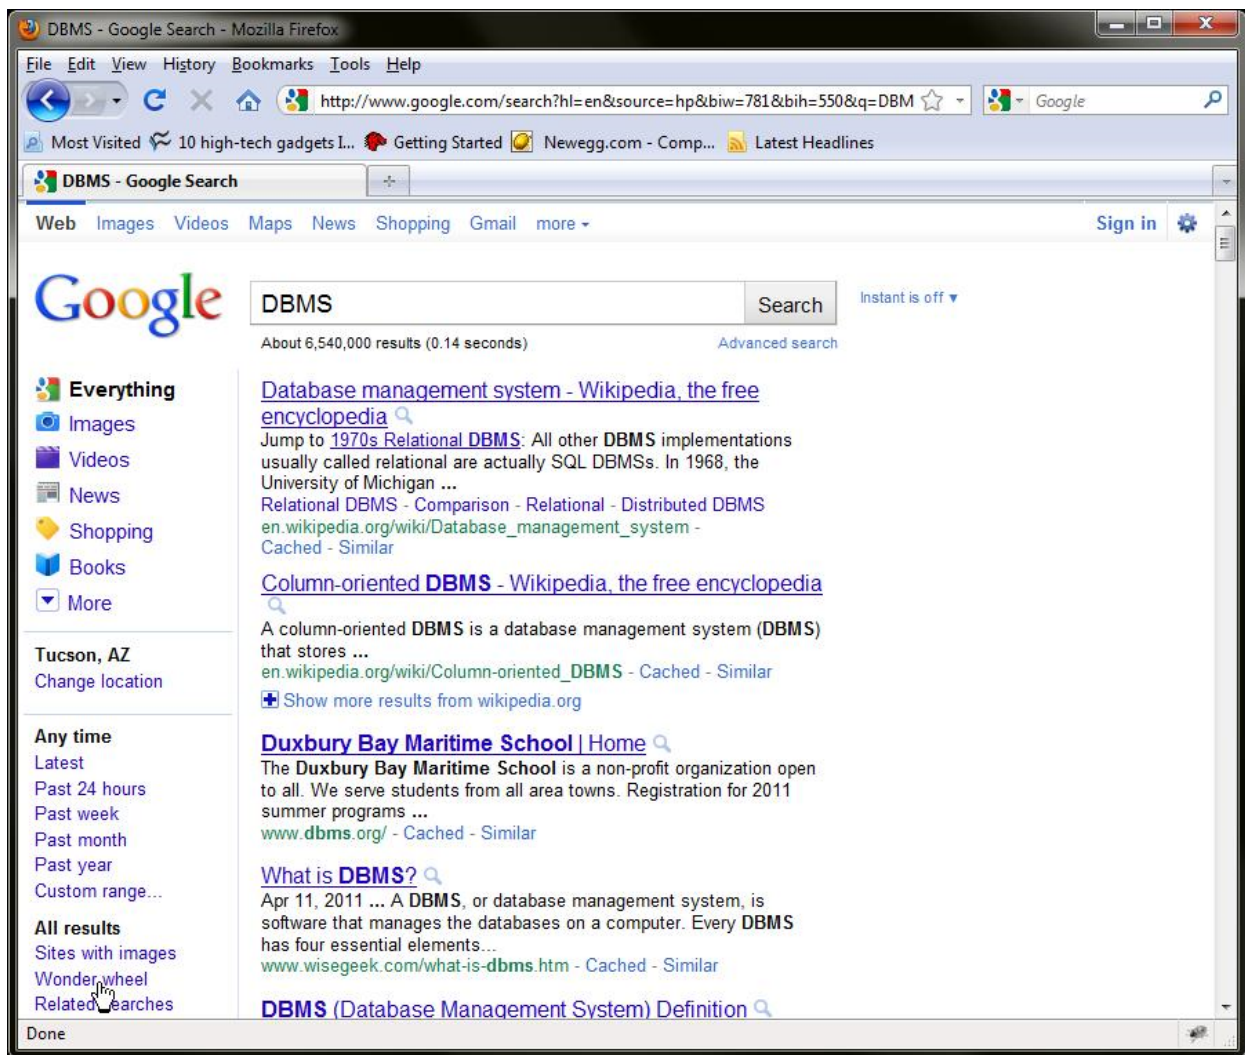 DBMS - Google Search - Mozilla Firefox
File Edit View History Bookmarks Tools Help
http://www.google.com/search?hl=en&source=hp&biw=781&bih=550&q=DBM Google
Most Visited 10 high-tech gadgets I... Getting Started Newegg.com - Comp... Latest Headlines
DBMS - Google Search
Web Images Videos Maps News Shopping Gmail more
Sign in
Google
DBMS
Search
Instant is off ▼
About 6,540,000 results (0.14 seconds)
Advanced search
Everything
Images
Videos
News
Shopping
Books
More
Tucson, AZ
Change location
Any time
Latest
Past 24 hours
Past week
Past month
Past year
Custom range...
All results
Sites with images
Wonder wheel
Related searches
Database management system - Wikipedia, the free
encyclopedia
Jump to 1970s Relational DBMS: All other DBMS implementations
usually called relational are actually SQL DBMSs. In 1968, the
University of Michigan ...
Relational DBMS - Comparison - Relational - Distributed DBMS
en.wikipedia.org/wiki/Database_management_system -
Cached - Similar
Column-oriented DBMS - Wikipedia, the free encyclopedia
A column-oriented DBMS is a database management system (DBMS)
that stores ...
en.wikipedia.org/wiki/Column-oriented_DBMS - Cached - Similar
Show more results from wikipedia.org
Duxbury Bay Maritime School | Home
The Duxbury Bay Maritime School is a non-profit organization open
to all. We serve students from all area towns. Registration for 2011
summer programs ...
www.dbms.org/ - Cached - Similar
What is DBMS?
Apr 11, 2011 ... A DBMS, or database management system, is
software that manages the databases on a computer. Every DBMS
has four essential elements...
www.wisegeek.com/what-is-dbms.htm - Cached - Similar
DBMS (Database Management System) Definition
Done